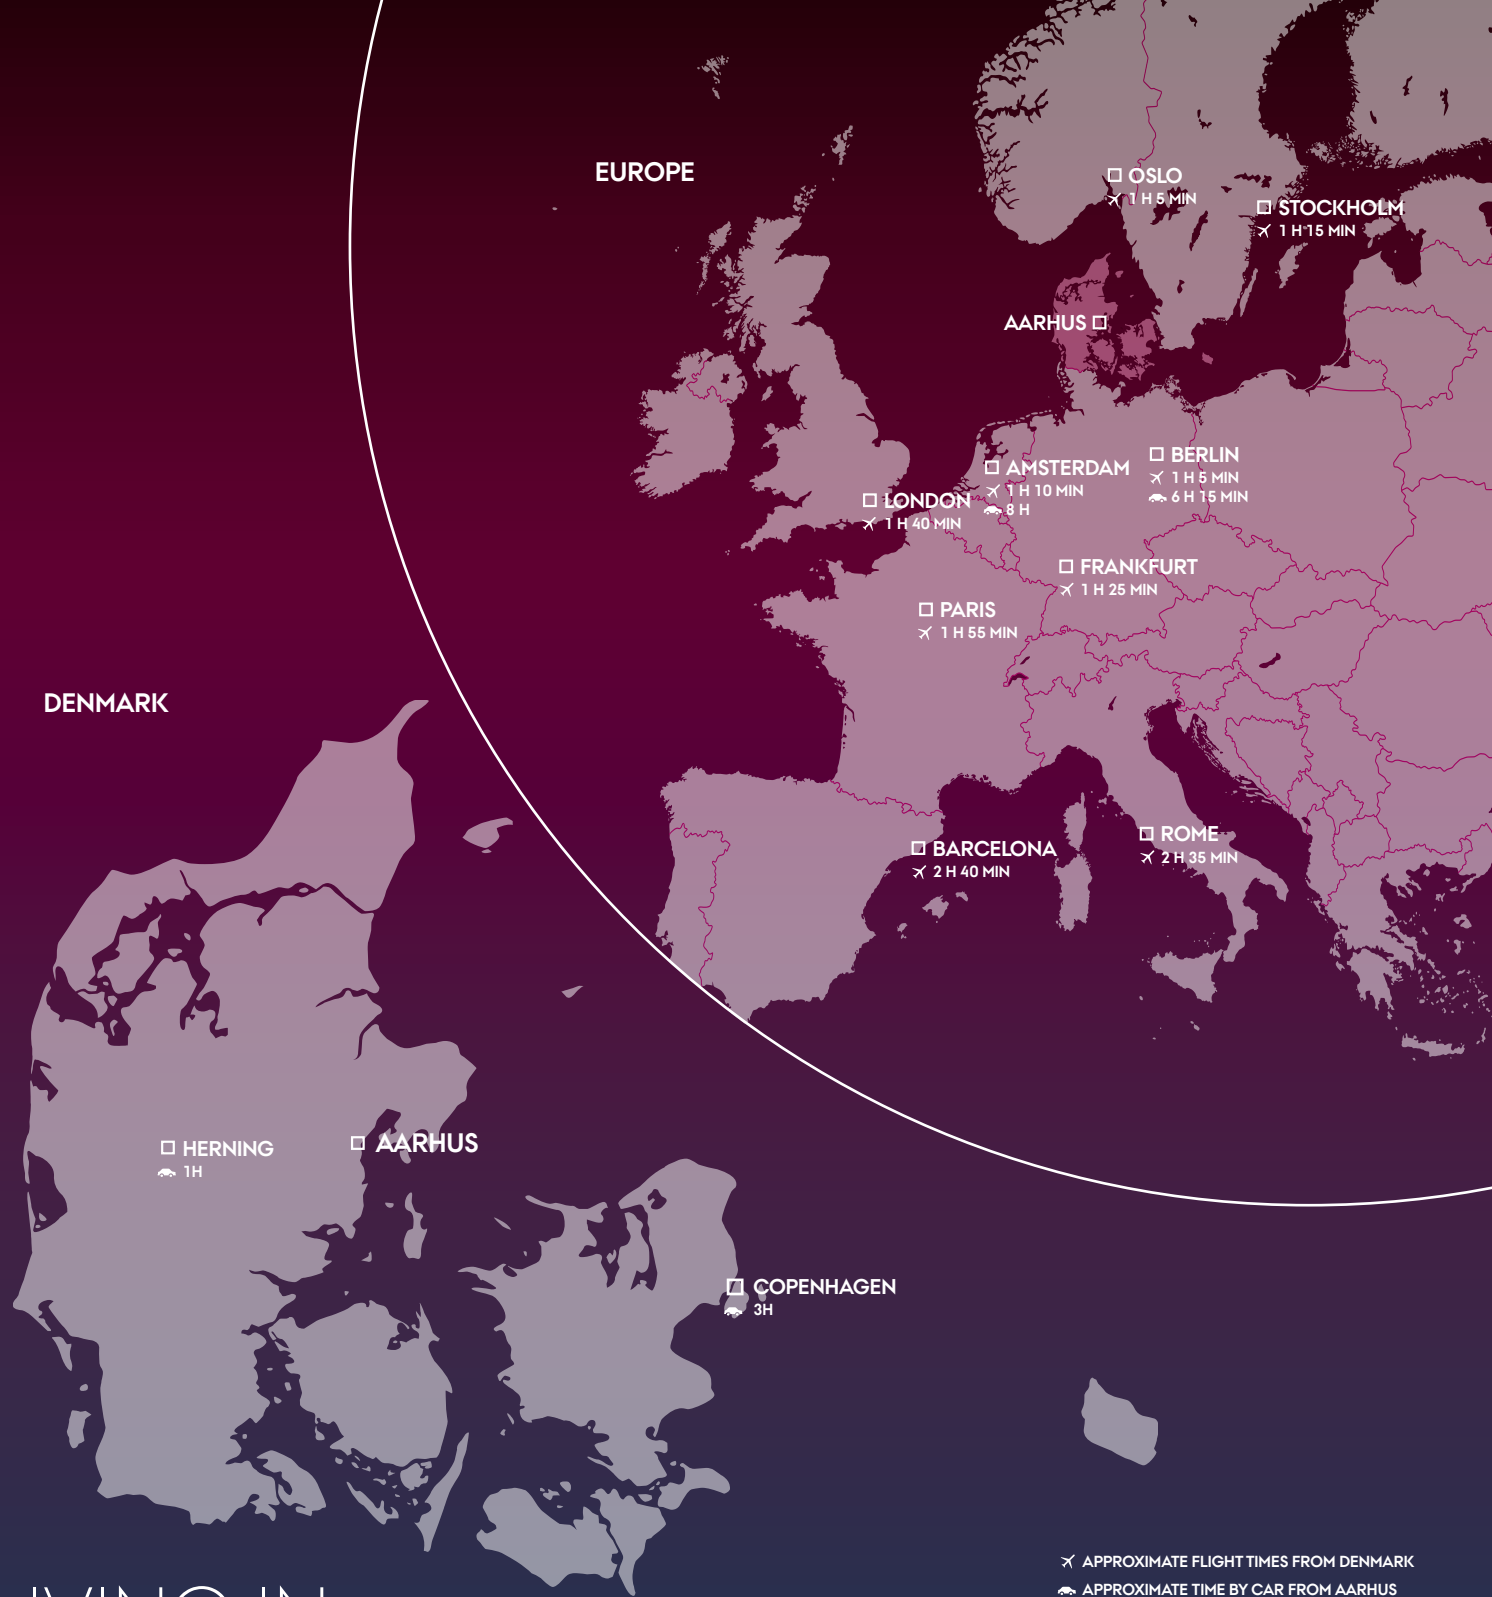 EUROPE
OSLO
1 H 5 MIN
STOCKHOLM
1 H 15 MIN
AARHUS
AMSTERDAM
1 H 10 MIN
8 H
BERLIN
1 H 5 MIN
6 H 15 MIN
LONDON
1 H 40 MIN
FRANKFURT
1 H 25 MIN
PARIS
1 H 55 MIN
BARCELONA
2 H 40 MIN
ROME
2 H 35 MIN
DENMARK
HERNING
1H
AARHUS
COPENHAGEN
3H
APPROXIMATE FLIGHT TIMES FROM DENMARK
APPROXIMATE TIME BY CAR FROM AARHUS